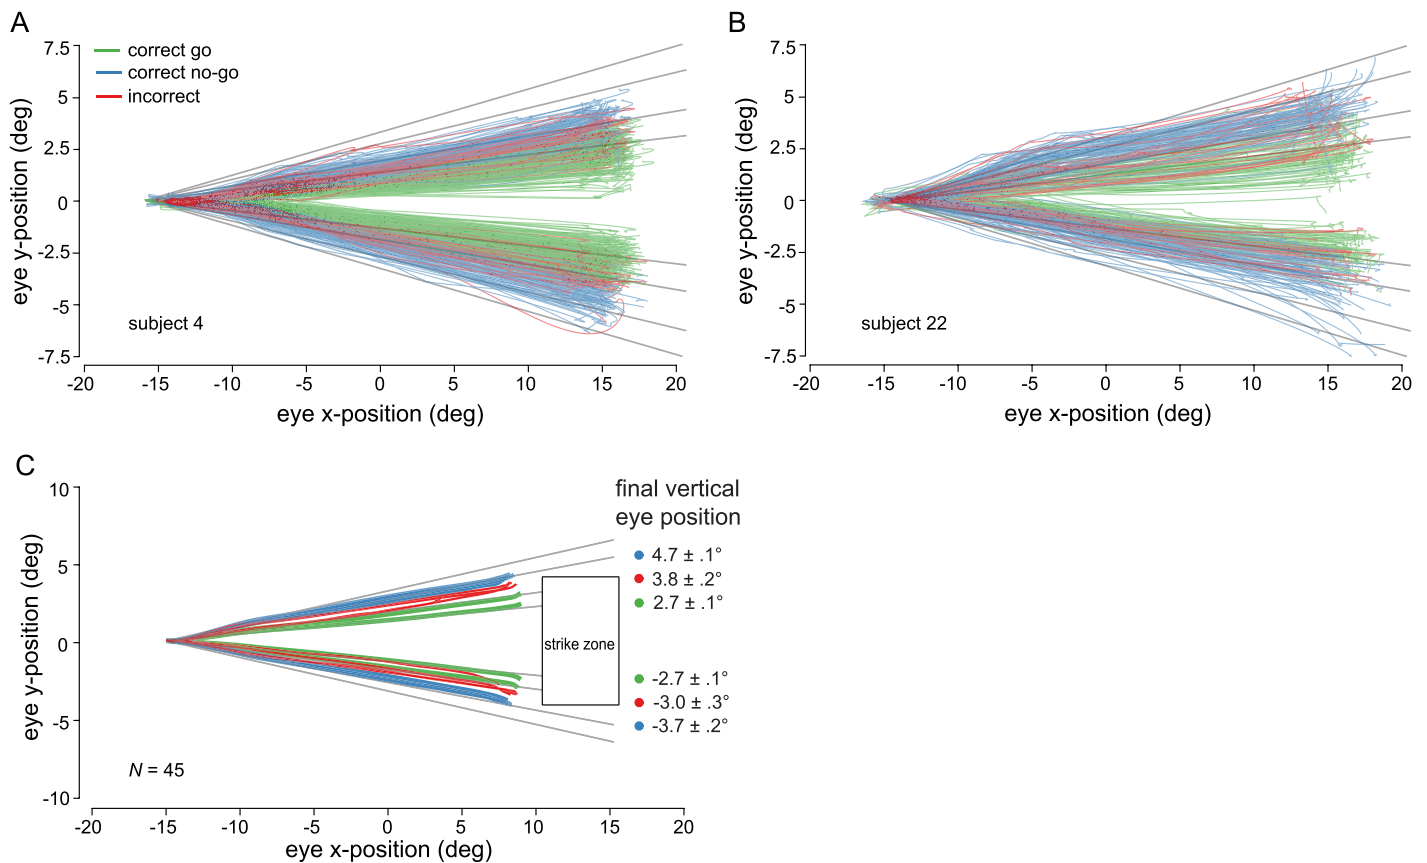 A
7.5
5
2.5
0
-2.5
-5
-7.5
eye y-position (deg)
correct go
correct no-go
incorrect
subject 4
-20 -15 -10 -5 0 5 10 15 20
eye x-position (deg)
B
7.5
5
2.5
0
-2.5
-5
-7.5
eye y-position (deg)
subject 22
-20 -15 -10 -5 0 5 10 15 20
eye x-position (deg)
C
10
5
0
-5
-10
eye y-position (deg)
N = 45
strike zone
final vertical
eye position
4.7 ± .1°
3.8 ± .2°
2.7 ± .1°
-2.7 ± .1°
-3.0 ± .3°
-3.7 ± .2°
-20 -15 -10 -5 0 5 10 15 20
eye x-position (deg)